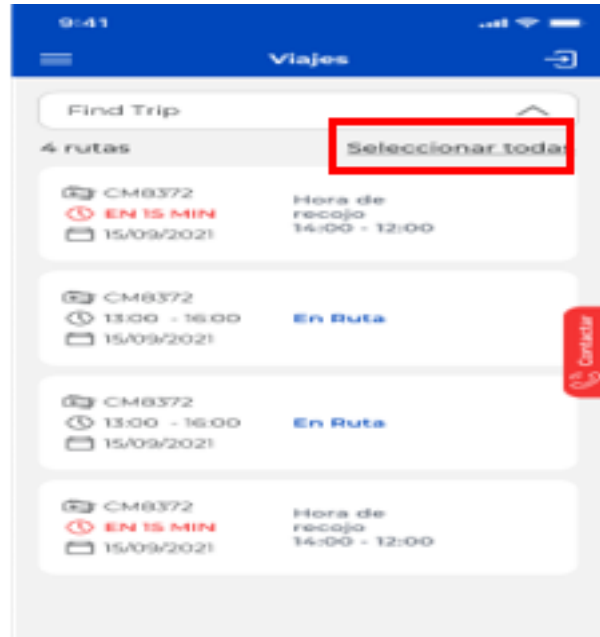 9:41
Viajes
Find Trip
4 rutas
Seleccionar todas
CM8372
EN 15 MIN
15/09/2021
Hora de
recojo
14:00 - 12:00
CM8372
13:00 - 16:00
15/09/2021
En Ruta
Contactar
CM8372
13:00 - 16:00
15/09/2021
En Ruta
CM8372
EN 15 MIN
15/09/2021
Hora de
recojo
14:00 - 12:00